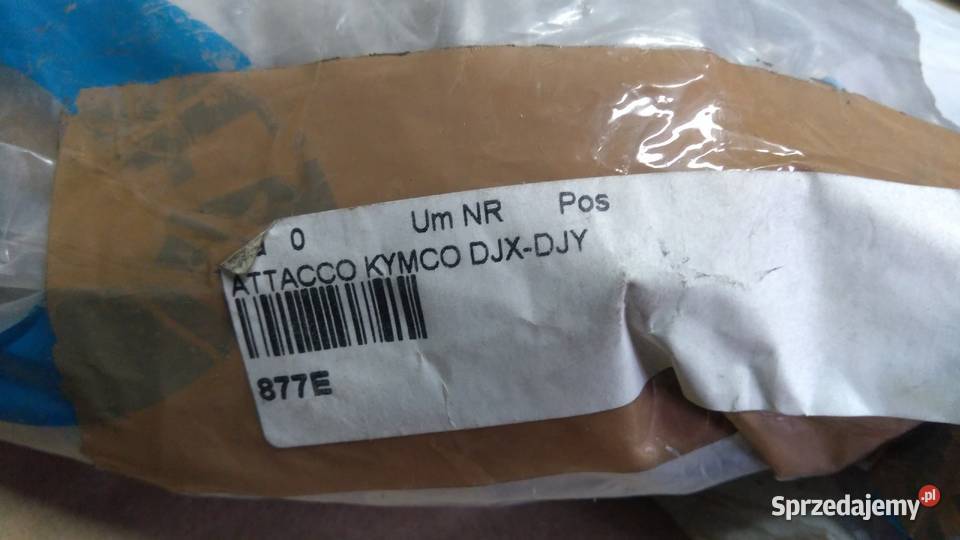 0 Um NR Pos
ATTACCO KYMCO DJX-DJY
877E
Sprzedajemy.pl